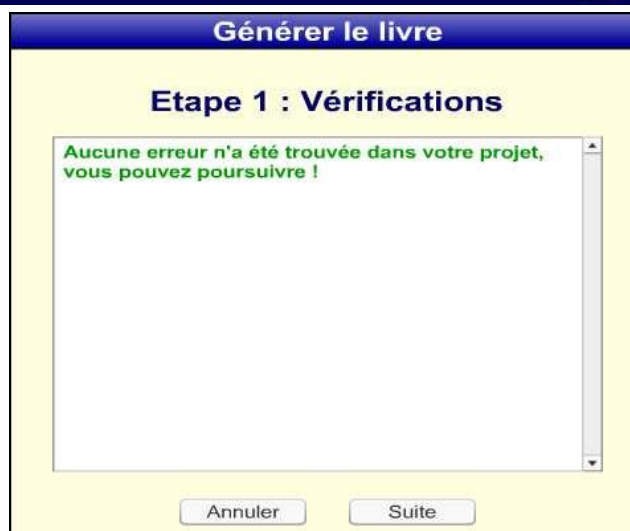 Générer le livre
Etape 1 : Vérifications
Aucune erreur n'a été trouvée dans votre projet,
vous pouvez poursuivre !
Annuler Suite